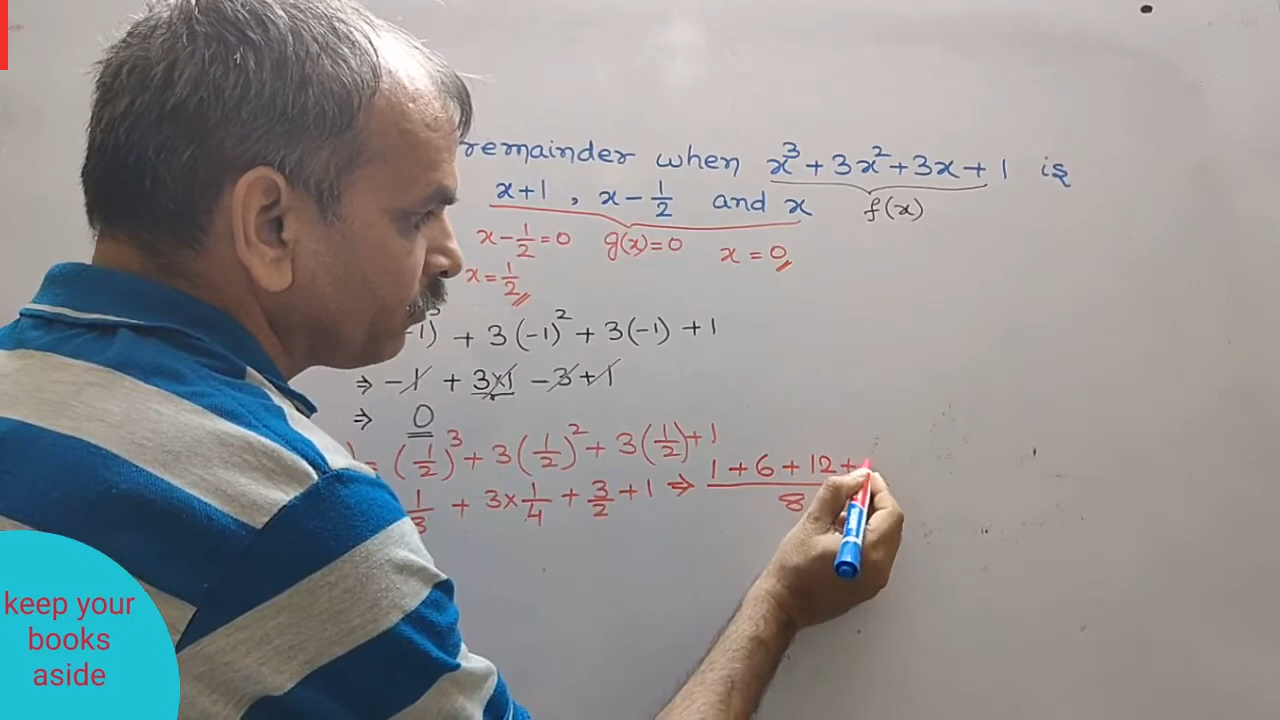 remainder when x³ + 3x² + 3x + 1 is
x+1 , x - 1/2 and x f(x)
x - 1/2 = 0 g(x) = 0 x = 0
x = 1/2
-1)³ + 3(-1)² + 3(-1) + 1
⇒ -1 + 3×1 - 3 + 1
⇒ 0
) = (1/2)³ + 3(1/2)² + 3(1/2) + 1
+ 3×1/4 + 3/2 + 1 ⇒ 1 + 6 + 12 + / 8
keep your
books
aside